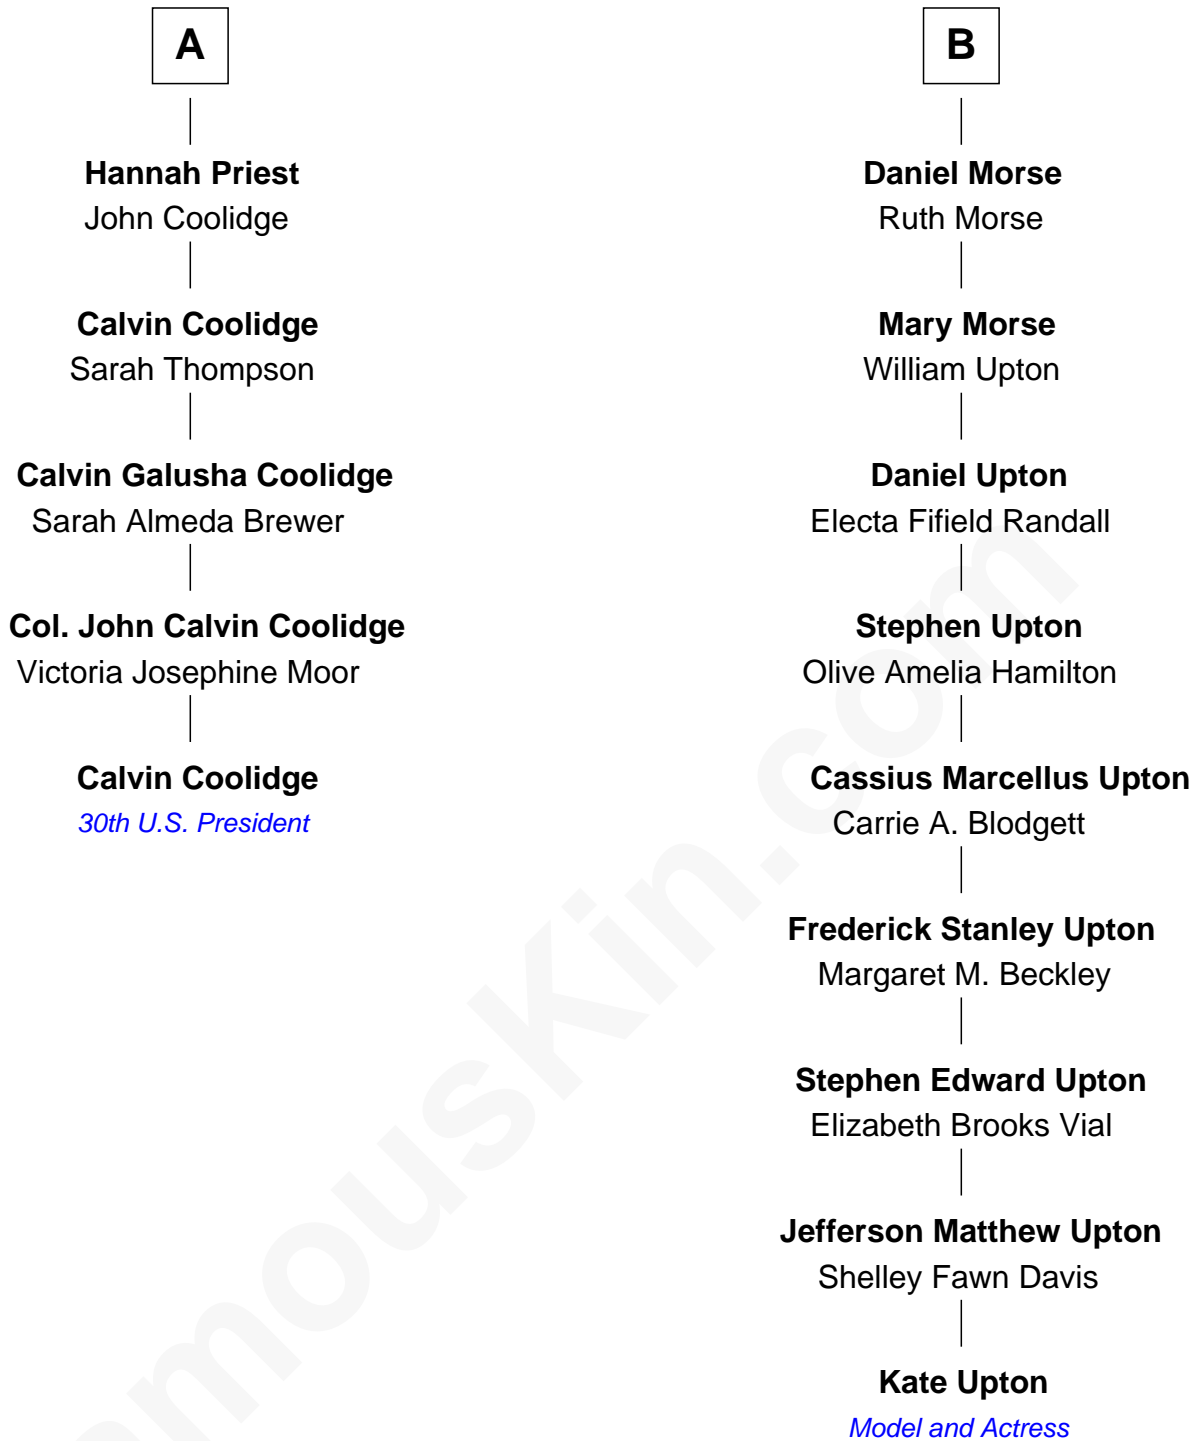 A
Hannah Priest
John Coolidge
Calvin Coolidge
Sarah Thompson
Calvin Galusha Coolidge
Sarah Almeda Brewer
Col. John Calvin Coolidge
Victoria Josephine Moor
Calvin Coolidge
30th U.S. President
B
Daniel Morse
Ruth Morse
Mary Morse
William Upton
Daniel Upton
Electa Fifield Randall
Stephen Upton
Olive Amelia Hamilton
Cassius Marcellus Upton
Carrie A. Blodgett
Frederick Stanley Upton
Margaret M. Beckley
Stephen Edward Upton
Elizabeth Brooks Vial
Jefferson Matthew Upton
Shelley Fawn Davis
Kate Upton
Model and Actress
amouskin.com